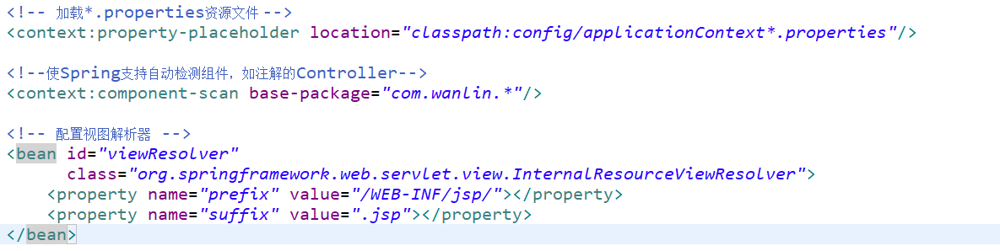 <!-- 加载*.properties资源文件-->
<context:property-placeholder location="classpath:config/applicationContext*.properties"/>
<!--使Spring支持自动检测组件，如注解的Controller-->
<context:component-scan base-package="com.wanlin.*"/>
<!-- 配置视图解析器 -->
<bean id="viewResolver"
class="org.springframework.web.servlet.view.InternalResourceViewResolver">
<property name="prefix" value="/WEB-INF/jsp/"></property>
<property name="suffix" value=".jsp"></property>
</bean>